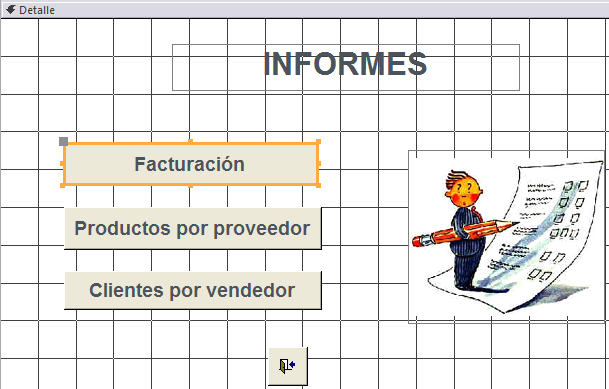 Detalle
INFORMES
Facturación
Productos por proveedor
Clientes por vendedor